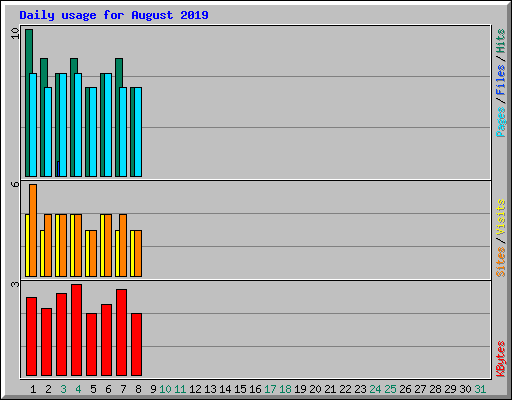 Daily usage for August 2019
10
6
3
Pages / Files / Hits
Sites / Visits
KBytes
1 2 3 4 5 6 7 8 9 10 11 12 13 14 15 16 17 18 19 20 21 22 23 24 25 26 27 28 29 30 31